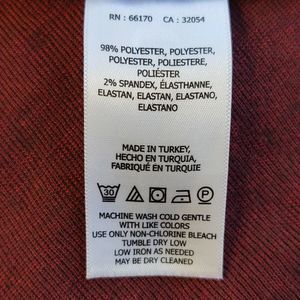 RN : 66170 CA : 32054
98% POLYESTER, POLYESTER,
POLYESTER, POLIESTERE,
POLIÉSTER
2% SPANDEX, ÉLASTHANNE,
ELASTAN, ELASTAN, ELASTANO,
ELASTANO
MADE IN TURKEY,
HECHO EN TURQUIA,
FABRIQUÉ EN TURQUIE
30 P
MACHINE WASH COLD GENTLE
WITH LIKE COLORS
USE ONLY NON-CHLORINE BLEACH
TUMBLE DRY LOW
LOW IRON AS NEEDED
MAY BE DRY CLEANED